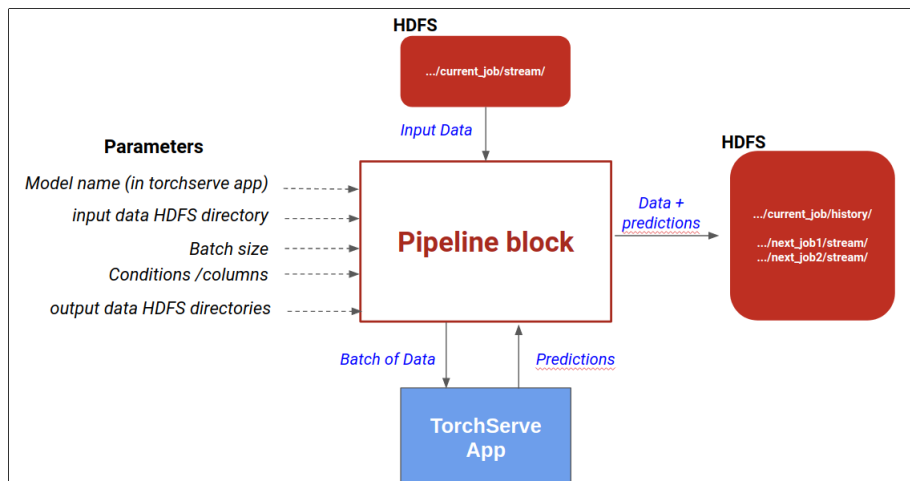 HDFS
.../current_job/stream/
Input Data
Parameters
Model name (in torchserve app)
input data HDFS directory
Batch size
Conditions /columns
output data HDFS directories
Pipeline block
Data +
predictions
HDFS
.../current_job/history/
.../next_job1/stream/
.../next_job2/stream/
Batch of Data
Predictions
TorchServe
App